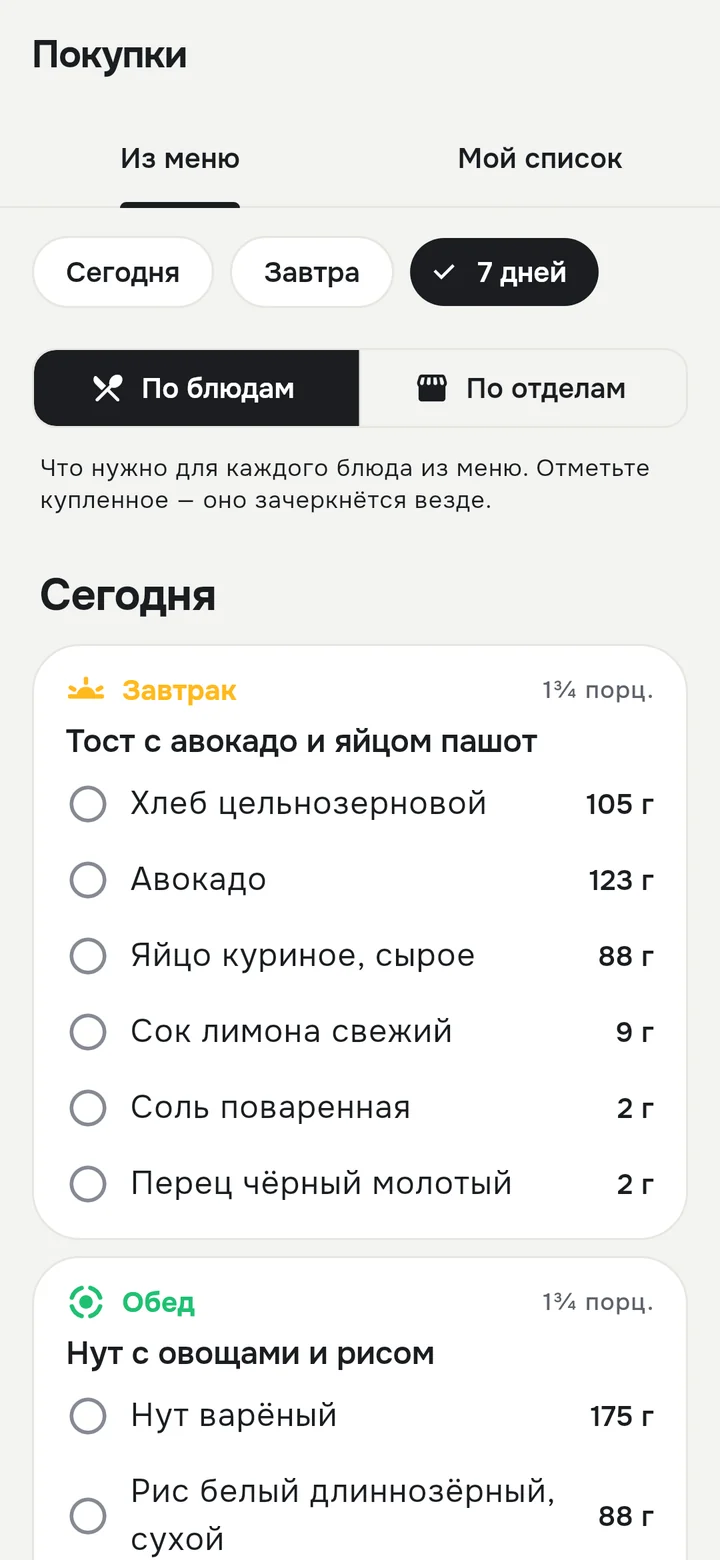 Покупки
Из меню
Мой список
Сегодня
Завтра
7 дней
По блюдам
По отделам
Что нужно для каждого блюда из меню. Отметьте
купленное — оно зачеркнётся везде.
Сегодня
Завтрак
1¾ порц.
Тост с авокадо и яйцом пашот
Хлеб цельнозерновой
105 г
Авокадо
123 г
Яйцо куриное, сырое
88 г
Сок лимона свежий
9 г
Соль поваренная
2 г
Перец чёрный молотый
2 г
Обед
1¾ порц.
Нут с овощами и рисом
Нут варёный
175 г
Рис белый длиннозёрный,
88 г
сухой